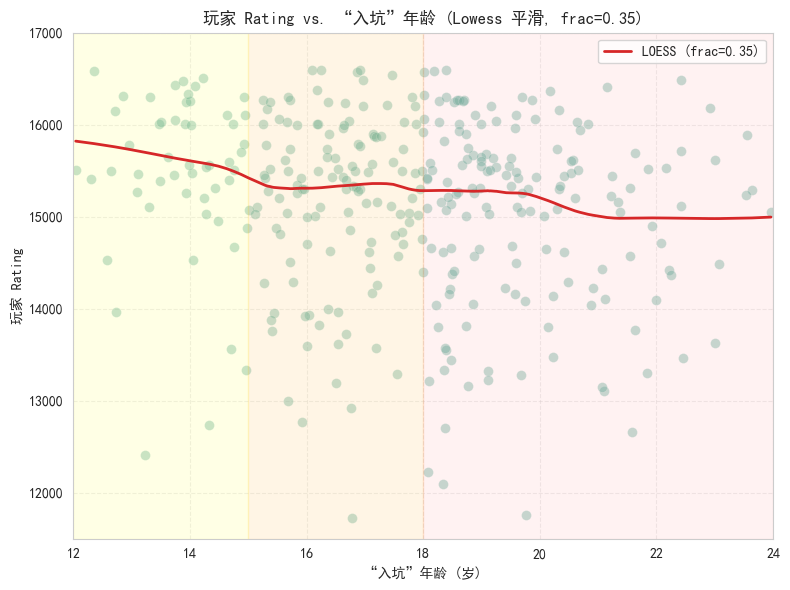 玩家 Rating vs. “入坑”年龄 (Lowess 平滑, frac=0.35)
LOESS (frac=0.35)
玩家 Rating
17000
16000
15000
14000
13000
12000
12 14 16 18 20 22 24
“入坑”年龄 (岁)